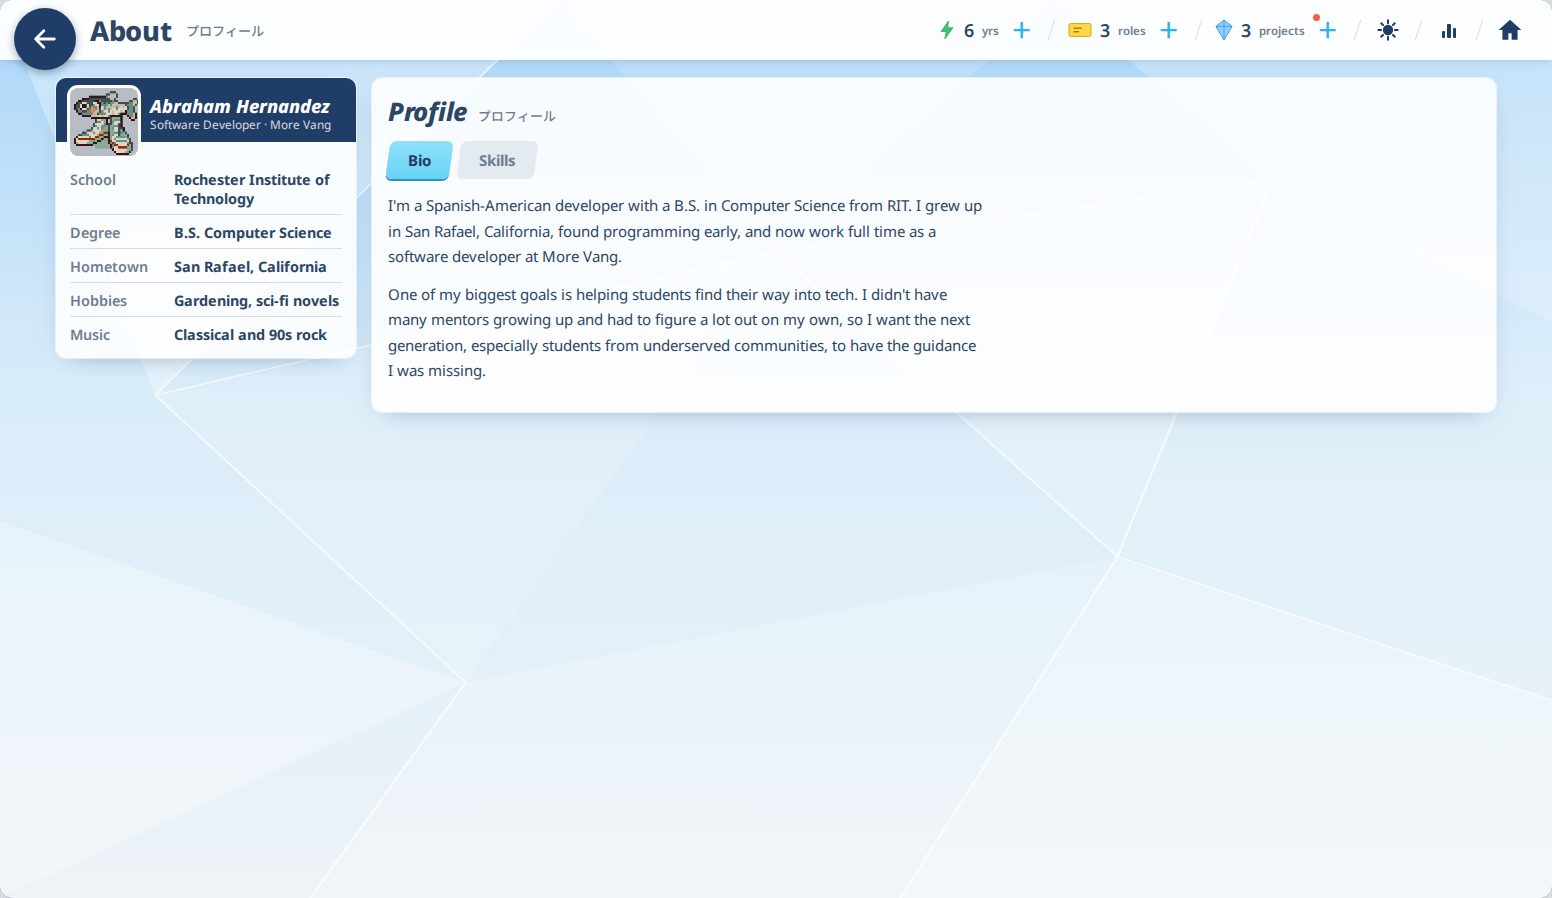 About プロフィール
6 yrs
3 roles
3 projects
Abraham Hernandez
Software Developer · More Vang
School Rochester Institute of
Technology
Degree B.S. Computer Science
Hometown San Rafael, California
Hobbies Gardening, sci-fi novels
Music Classical and 90s rock
Profile プロフィール
Bio
Skills
I'm a Spanish-American developer with a B.S. in Computer Science from RIT. I grew up
in San Rafael, California, found programming early, and now work full time as a
software developer at More Vang.
One of my biggest goals is helping students find their way into tech. I didn't have
many mentors growing up and had to figure a lot out on my own, so I want the next
generation, especially students from underserved communities, to have the guidance
I was missing.